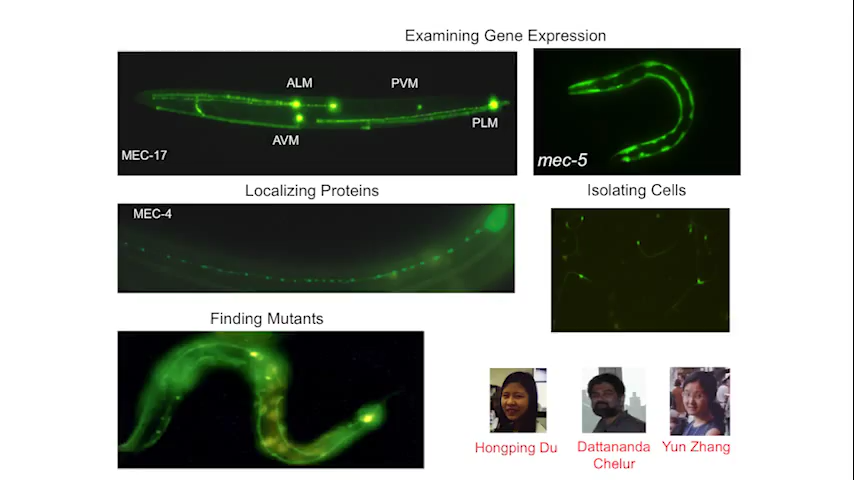 Examining Gene Expression
ALM
PVM
AVM
PLM
MEC-17
mec-5
Localizing Proteins
Isolating Cells
MEC-4
Finding Mutants
Hongping Du
Dattananda
Chelur
Yun Zhang